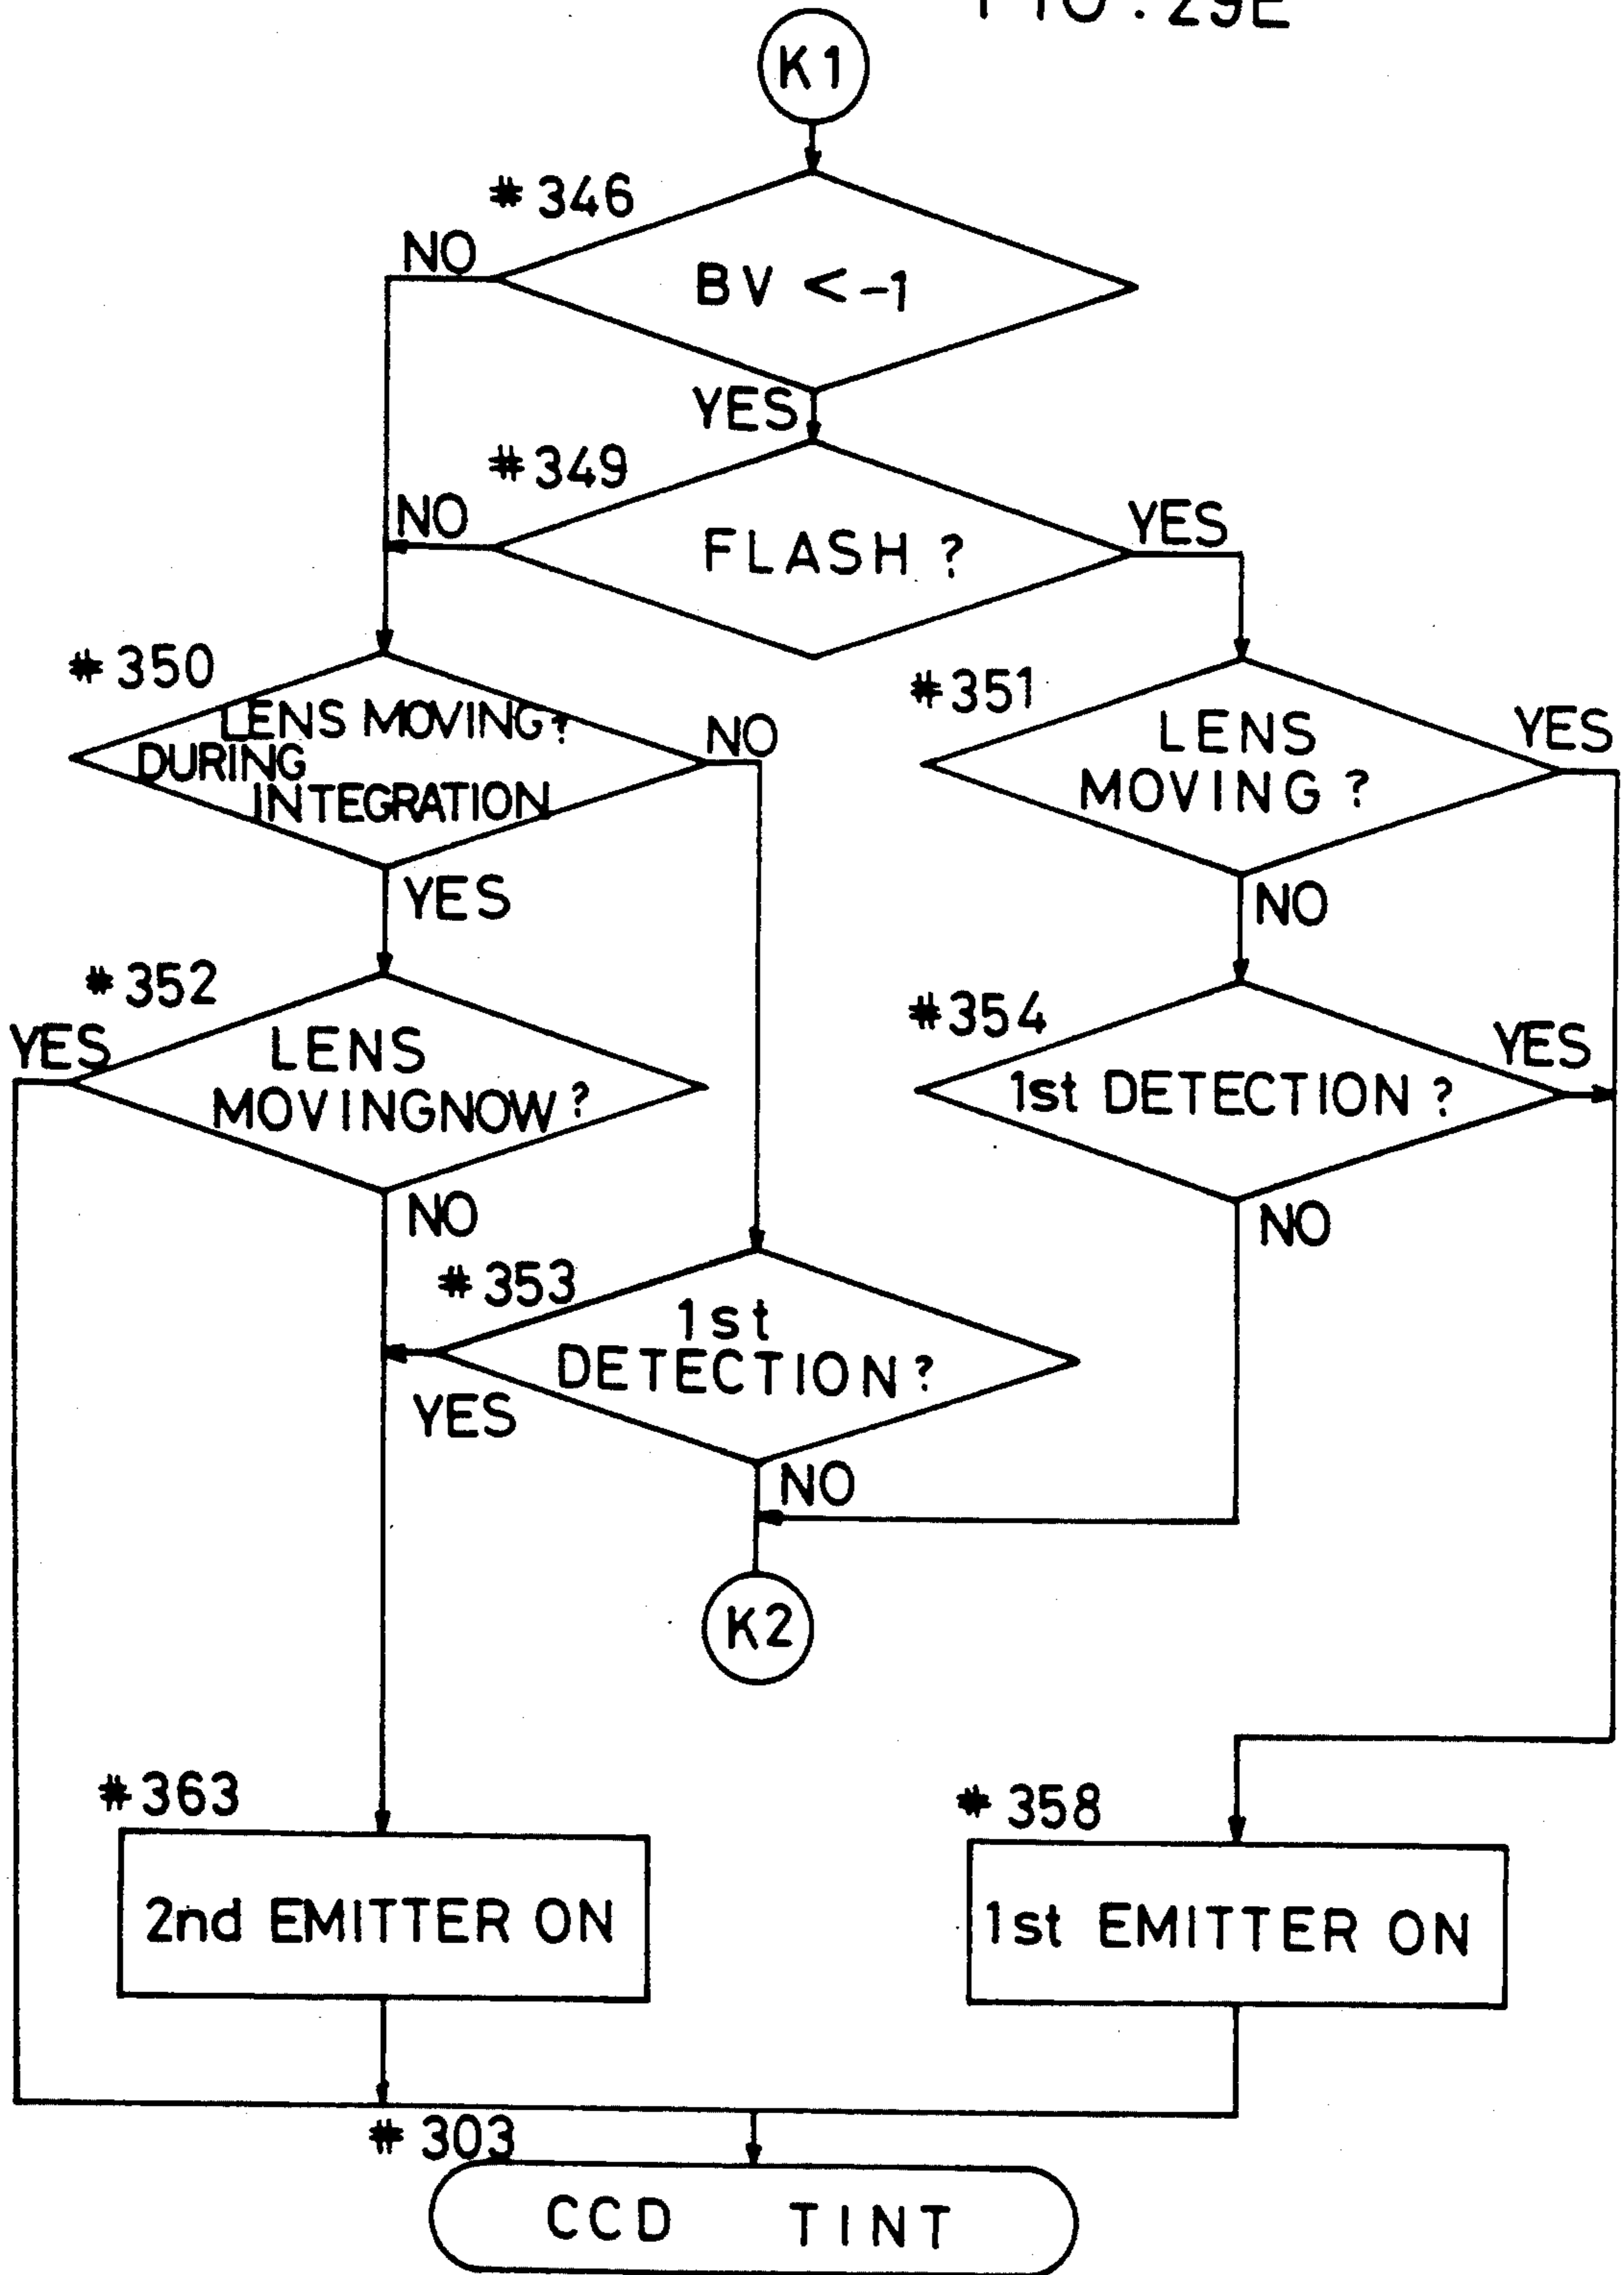 FIG. 29E
K1
#346
NO
BV <-1
YES
#349
NO
FLASH ?
YES
#350
LENS MOVING?
DURING
INTEGRATION
NO
YES
#351
LENS
MOVING ?
YES
NO
#352
YES
LENS
MOVINGNOW ?
NO
#354
1st DETECTION ?
YES
NO
#353
1st
DETECTION ?
YES
NO
K2
#363
2nd EMITTER ON
#358
1st EMITTER ON
#303
CCD TINT